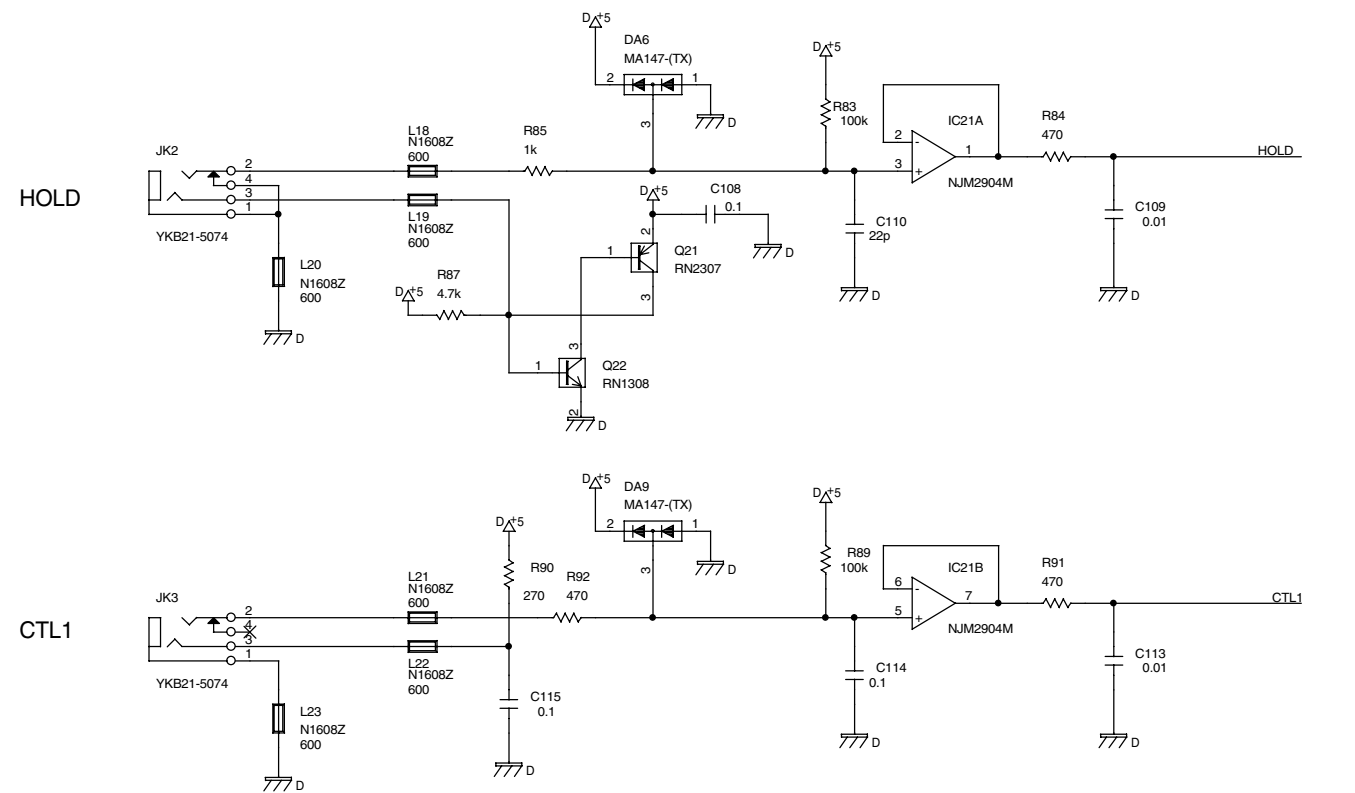 D +5
DA6
MA147-(TX)
2
1
3
D
D +5
R83
100k
IC21A
2
-
3
+
1
NJM2904M
R84
470
HOLD
C109
0.01
D
C110
22p
D
HOLD
JK2
2
4
3
1
YKB21-5074
L18
N1608Z
600
R85
1k
L19
N1608Z
600
L20
N1608Z
600
D
D +5
C108
0.1
D
2
1
Q21
RN2307
3
R87
4.7k
D +5
3
1
Q22
RN1308
2
D
D +5
DA9
MA147-(TX)
2
1
3
D
D +5
R89
100k
IC21B
6
-
5
+
7
NJM2904M
R91
470
CTL1
C113
0.01
D
C114
0.1
D
CTL1
JK3
2
4
3
1
YKB21-5074
L21
N1608Z
600
D +5
R90
270
R92
470
L22
N1608Z
600
L23
N1608Z
600
D
C115
0.1
D